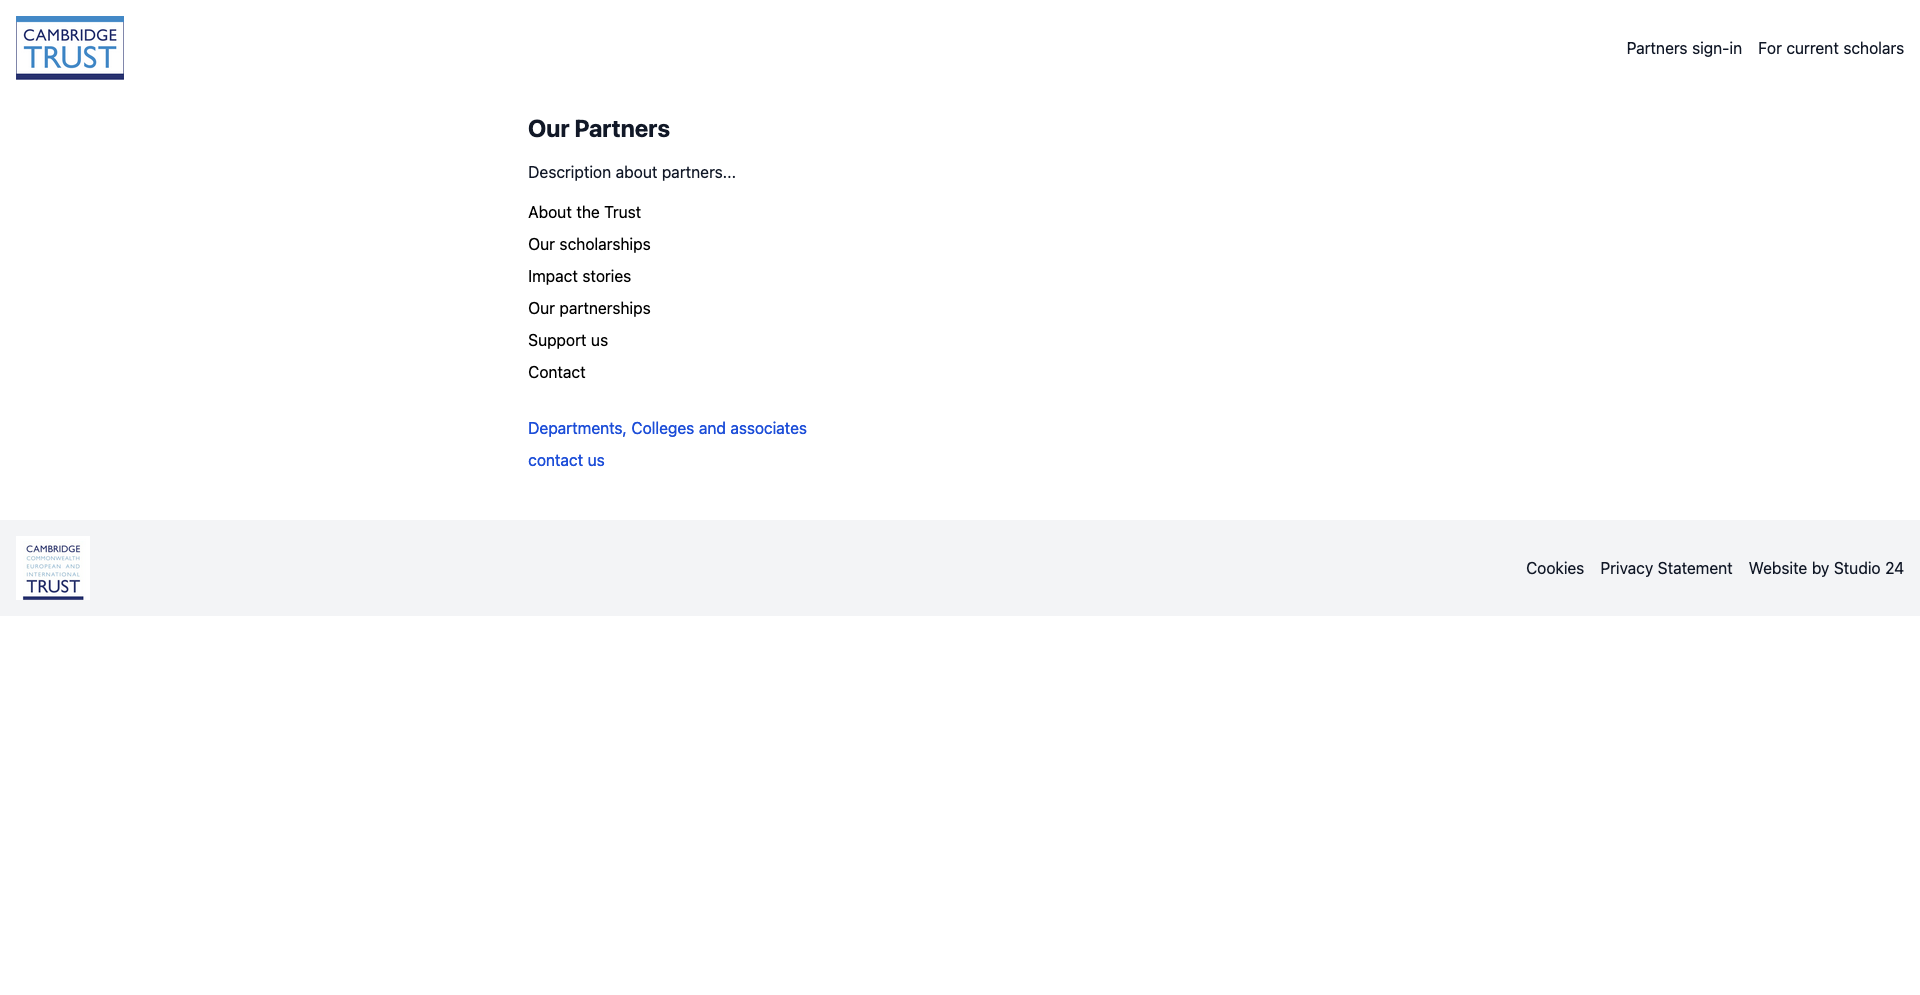 CAMBRIDGE
TRUST
Partners sign-in
For current scholars
Our Partners
Description about partners...
About the Trust
Our scholarships
Impact stories
Our partnerships
Support us
Contact
Departments, Colleges and associates
contact us
CAMBRIDGE
COMMONWEALTH
EUROPEAN AND
INTERNATIONAL
TRUST
Cookies
Privacy Statement
Website by Studio 24